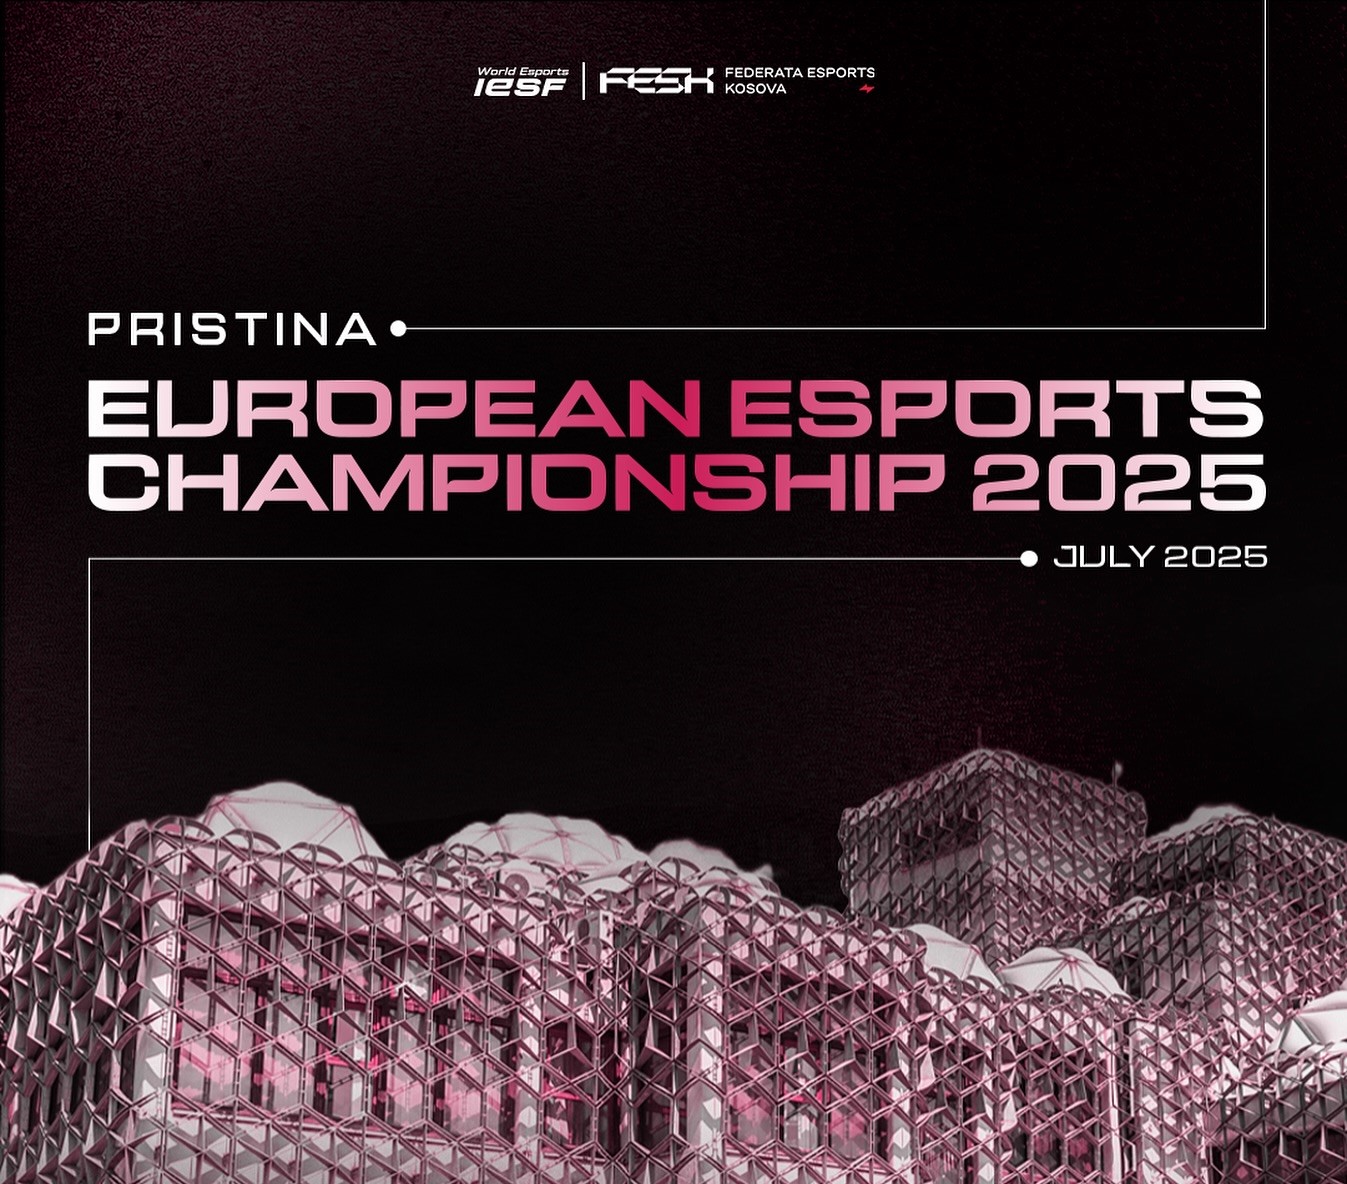 World Esports
IESF
FESK
FEDERATA ESPORTS
KOSOVA
PRISTINA
EUROPEAN ESPORTS
CHAMPIONSHIP 2025
JULY 2025